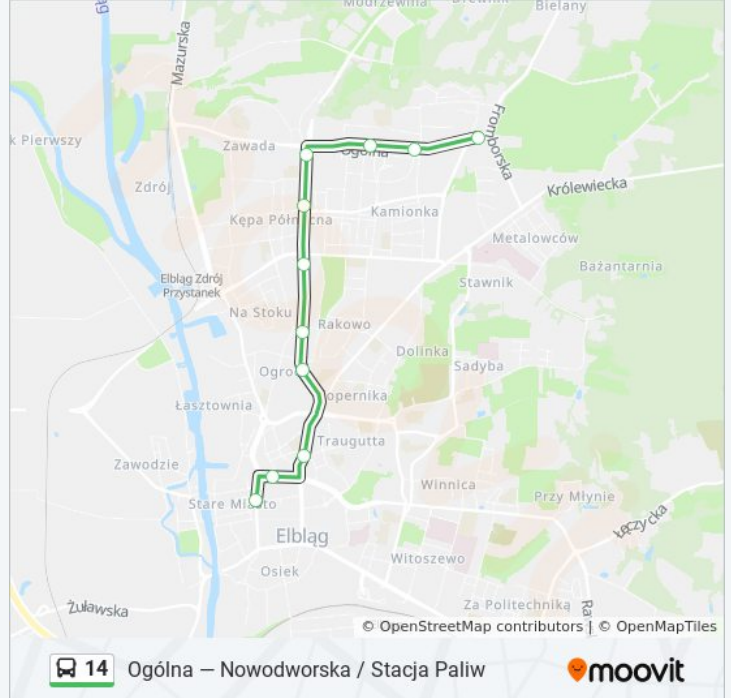 Modrzewina
Bielany
Mazurska
k Pierwszy
Zawada
Ogólna
Fromborska
Zdrój
Królewiecka
Kępa Północna
Kamionka
Metalowców
Bażantarnia
Elbląg Zdrój
Przystanek
Stawnik
Na Stoku
Rakowo
Dolinka
Sadyba
Ogro
opernika
Łasztownia
Traugutta
Zawodzie
Winnica
Przy Młynie
Stare Miasto
Łęczycka
Elbląg
Witoszewo
Osiek
Żuławska
Za Politechniką
Ra
© OpenStreetMap contributors | © OpenMapTiles
14 Ogólna — Nowodworska / Stacja Paliw
moovit